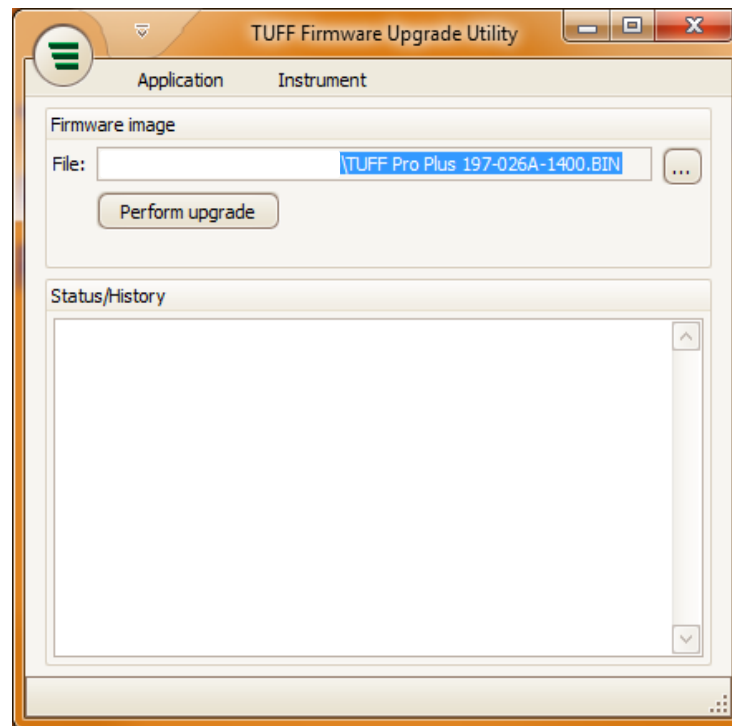 TUFF Firmware Upgrade Utility
Application Instrument
Firmware image
File: \TUFF Pro Plus 197-026A-1400.BIN ...
Perform upgrade
Status/History